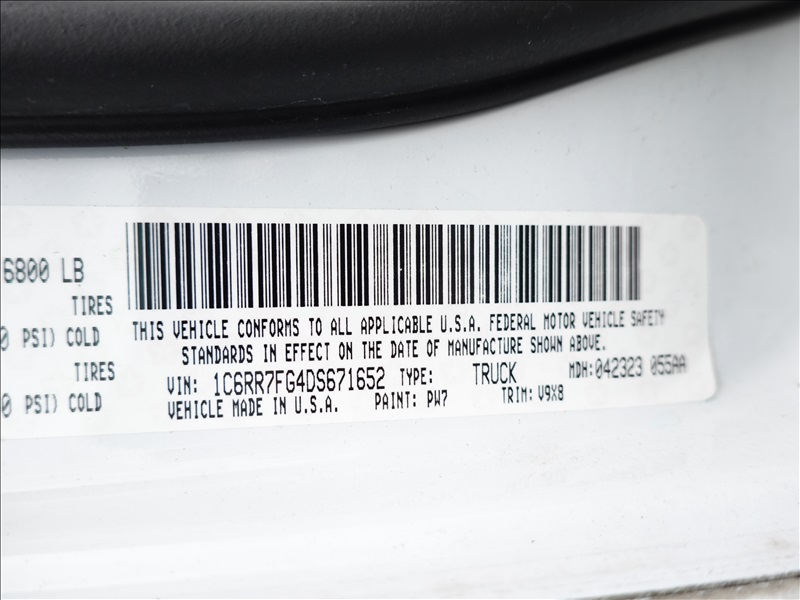 6800 LB
TIRES
0 PSI) COLD
TIRES
0 PSI) COLD
THIS VEHICLE CONFORMS TO ALL APPLICABLE U.S.A. FEDERAL MOTOR VEHICLE SAFETY
STANDARDS IN EFFECT ON THE DATE OF MANUFACTURE SHOWN ABOVE.
VIN: 1C6RR7FG4DS671652 TYPE: TRUCK MDH: 042323 055AA
VEHICLE MADE IN U.S.A. PAINT: PW7 TRIM: V9X8